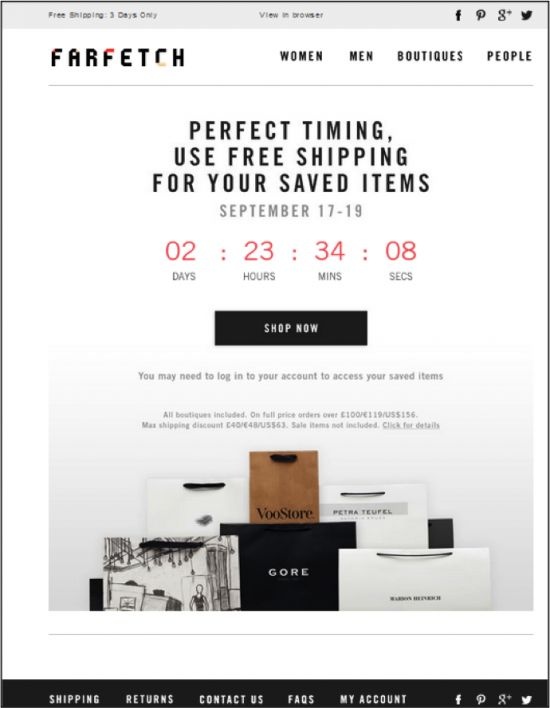 Free Shipping: 3 Days Only
View in browser
FARFETCH
WOMEN MEN BOUTIQUES PEOPLE
PERFECT TIMING,
USE FREE SHIPPING
FOR YOUR SAVED ITEMS
SEPTEMBER 17-19
02 : 23 : 34 : 08
DAYS HOURS MINS SECS
SHOP NOW
You may need to log in to your account to access your saved items
All boutiques included. On full price orders over £100/€119/US$156.
Max shipping discount £40/€48/US$63. Sale items not included. Click for details
VooStore.
PETRA TEUFEL
GORE
MARION HEINRICH
SHIPPING RETURNS CONTACT US FAQS MY ACCOUNT